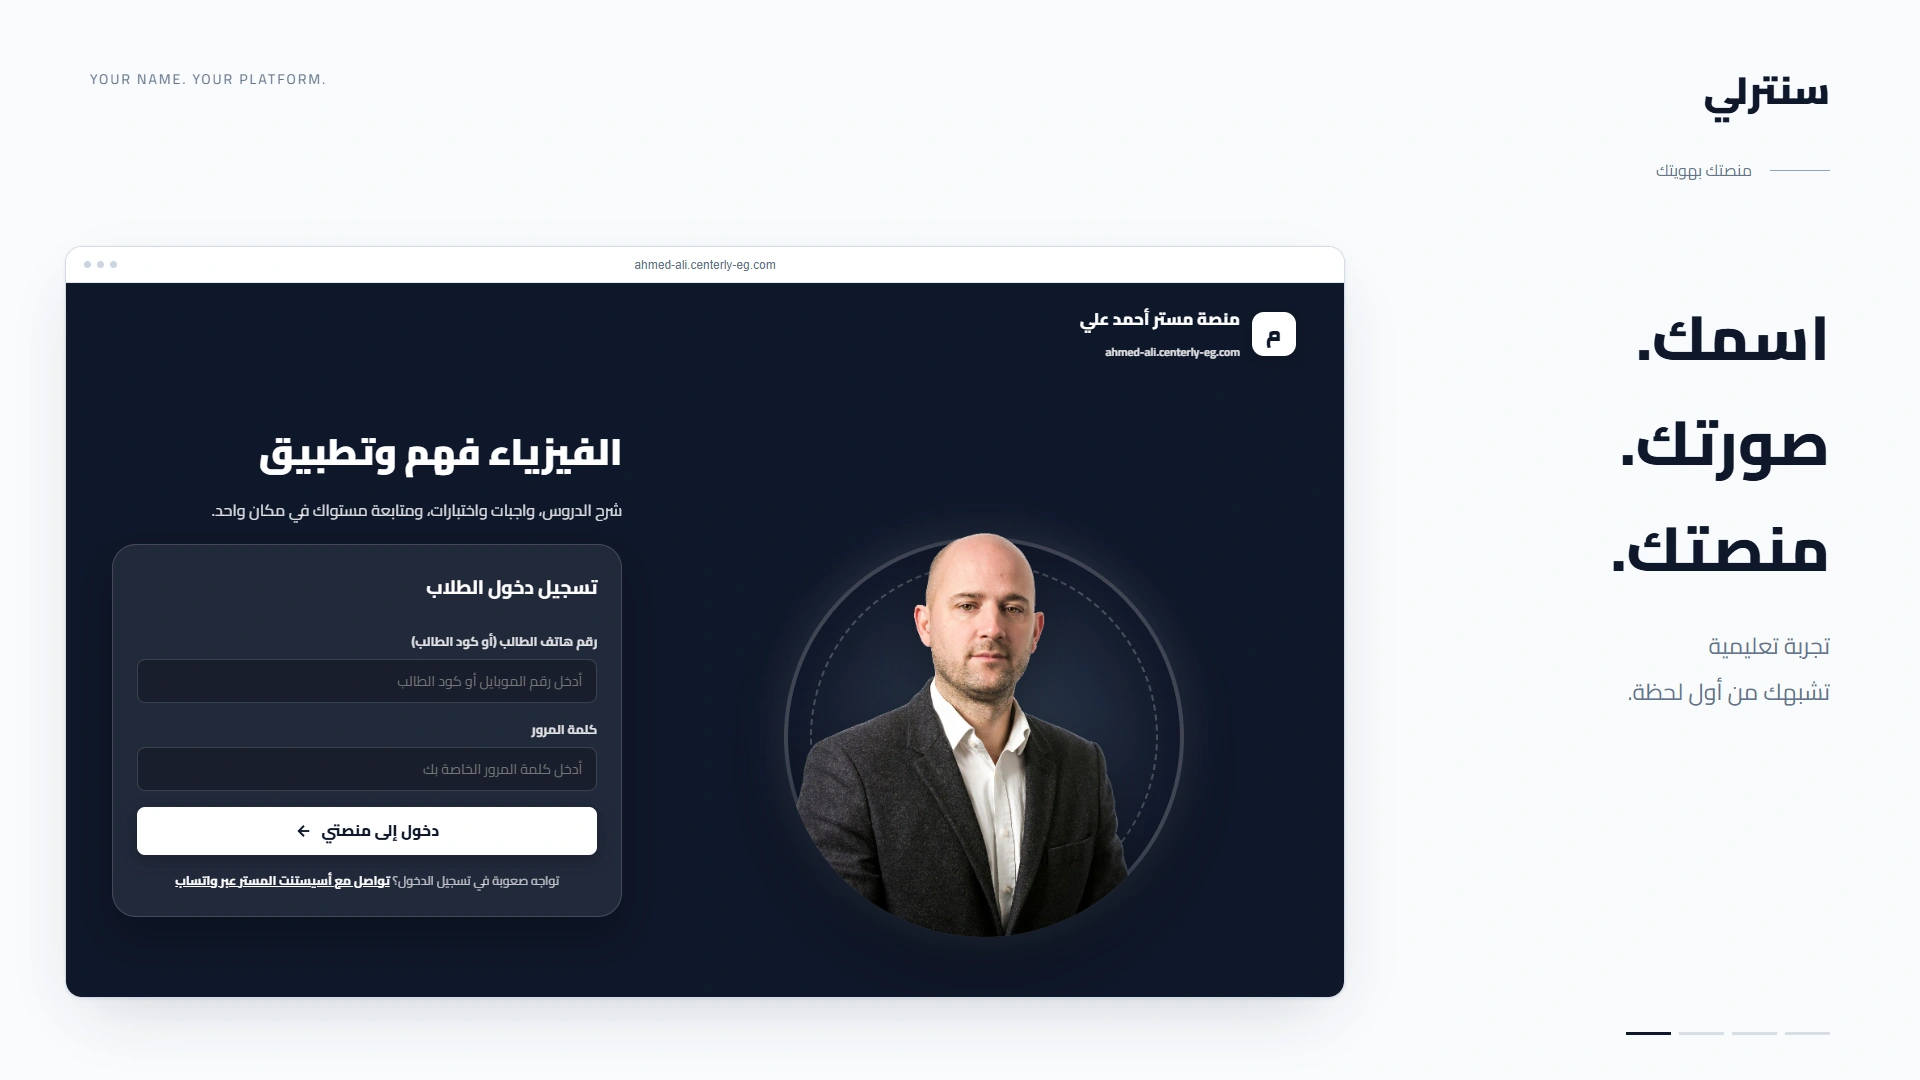 YOUR NAME. YOUR PLATFORM.
سنترلي
منصتك بهويتك
اسمك.
صورتك.
منصتك.
تجربة تعليمية
تشبهك من أول لحظة.
ahmed-ali.centerly-eg.com
م
منصة مستر أحمد علي
ahmed-ali.centerly-eg.com
الفيزياء فهم وتطبيق
شرح الدروس، واجبات واختبارات، ومتابعة مستواك في مكان واحد.
تسجيل دخول الطلاب
رقم هاتف الطالب (أو كود الطالب)
أدخل رقم الموبايل أو كود الطالب
كلمة المرور
أدخل كلمة المرور الخاصة بك
دخول إلى منصتي ←
تواجه صعوبة في تسجيل الدخول؟ تواصل مع أسيستنت المستر عبر واتساب